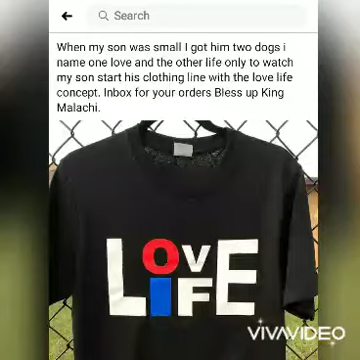 Search
When my son was small I got him two dogs i
name one love and the other life only to watch
my son start his clothing line with the love life
concept. Inbox for your orders Bless up King
Malachi.
LOVE
LIFE
VIVAVIDEO